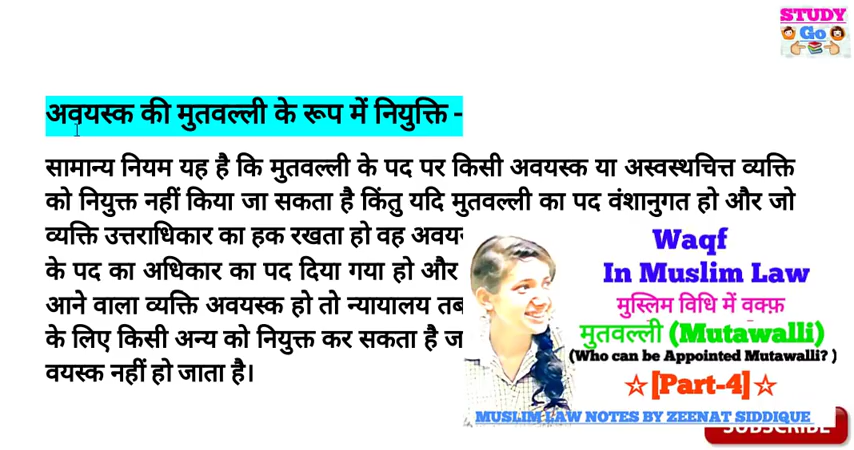 STUDY
Go
अवयस्क की मुतवल्ली के रूप में नियुक्ति -
सामान्य नियम यह है कि मुतवल्ली के पद पर किसी अवयस्क या अस्वस्थचित्त व्यक्ति
को नियुक्त नहीं किया जा सकता है किंतु यदि मुतवल्ली का पद वंशानुगत हो और जो
व्यक्ति उत्तराधिकार का हक रखता हो वह
के पद का अधिकार का पद दिया गया हो और
आने वाला व्यक्ति अवयस्क हो तो न्यायालय
के लिए किसी अन्य को नियुक्त कर सकता है
वयस्क नहीं हो जाता है।
Waqf
In Muslim Law
मुस्लिम विधि में वक्फ़
मुतवल्ली (Mutawalli)
(Who can be Appointed Mutawalli? )
☆[Part-4]☆
MUSLIM LAW NOTES BY ZEENAT SIDDIQUE